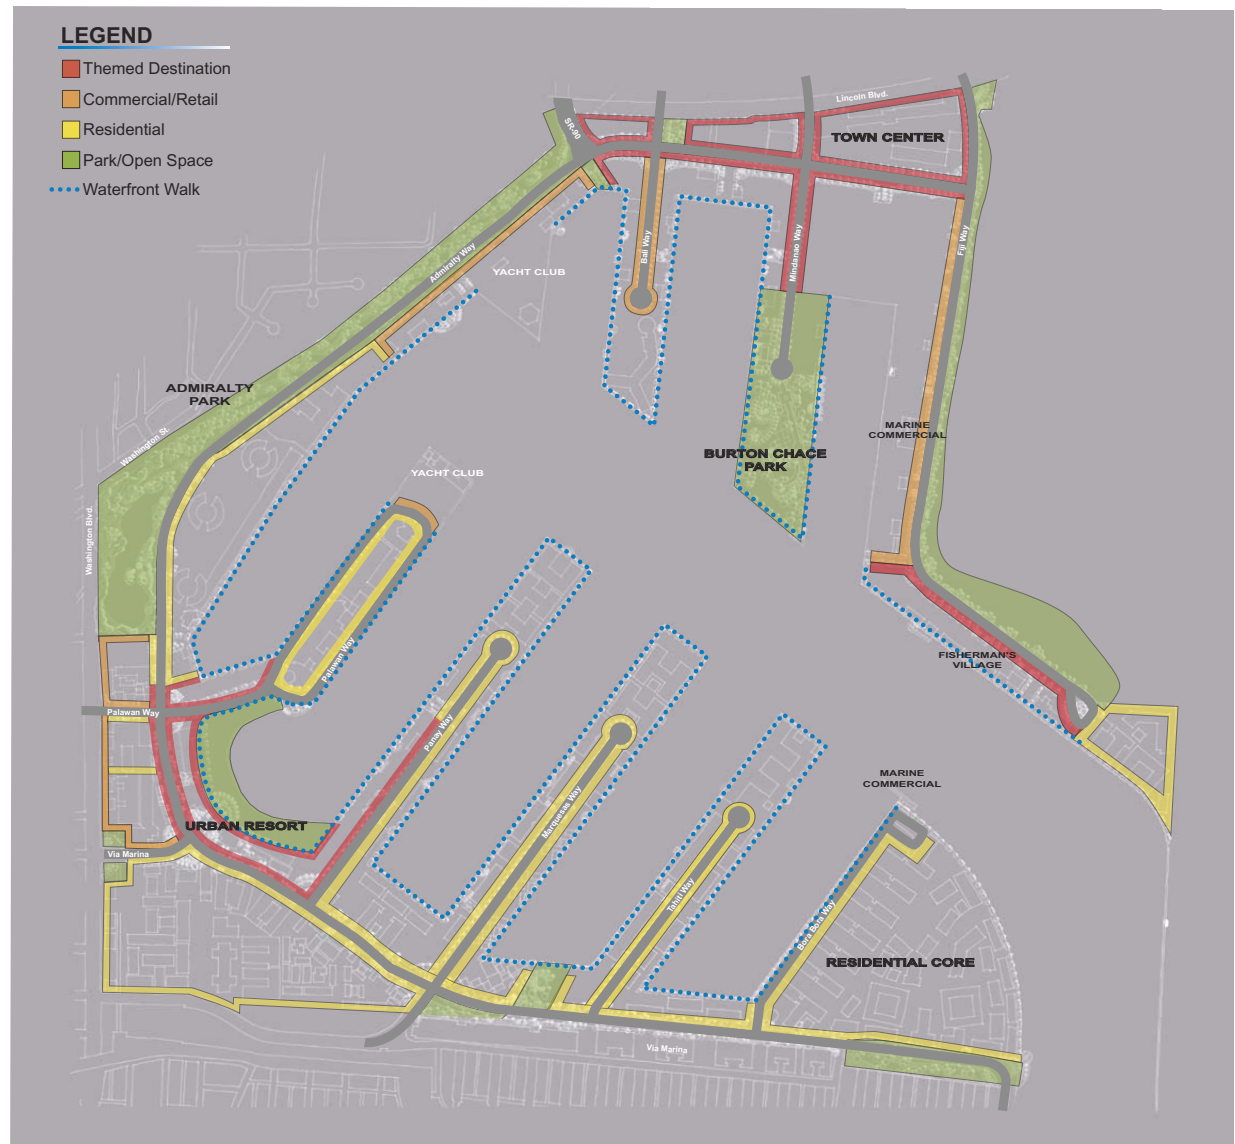 LEGEND
Themed Destination
Commercial/Retail
Residential
Park/Open Space
Waterfront Walk
Lincoln Blvd.
SR-90
TOWN CENTER
Bali Way
Mindanao Way
Fiji Way
Admiralty Way
YACHT CLUB
ADMIRALTY
PARK
Washington St.
MARINE
COMMERCIAL
BURTON CHACE
PARK
YACHT CLUB
Washington Blvd.
FISHERMAN'S
VILLAGE
Palawan Way
Palawan Way
Panay Way
MARINE
COMMERCIAL
Marquesas Way
URBAN RESORT
Via Marina
Tahiti Way
Bora Bora Way
RESIDENTIAL CORE
Via Marina